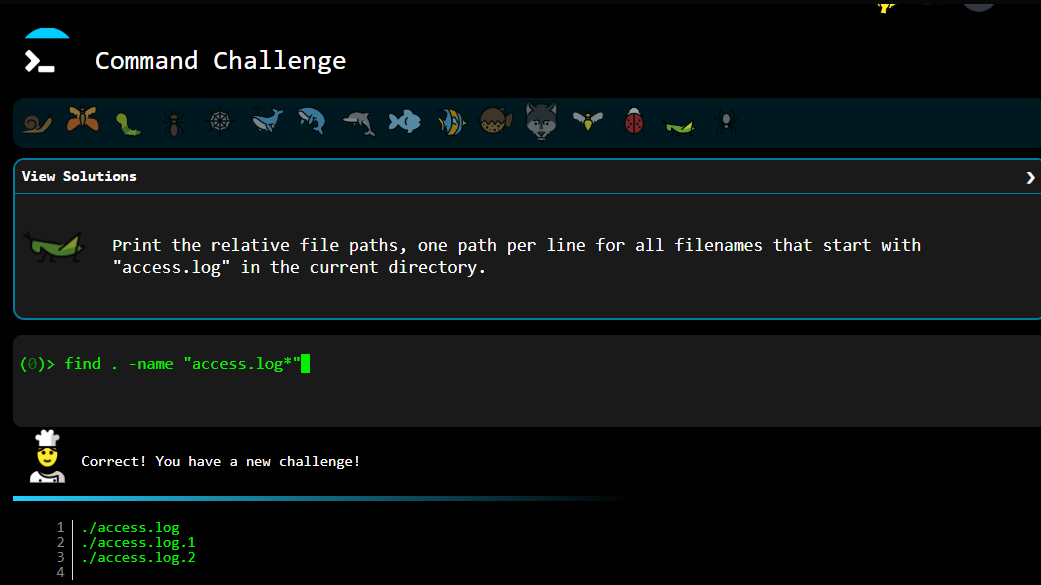 Command Challenge
View Solutions
Print the relative file paths, one path per line for all filenames that start with
"access.log" in the current directory.
(0)> find . -name "access.log*"
Correct! You have a new challenge!
1 ./access.log
2 ./access.log.1
3 ./access.log.2
4